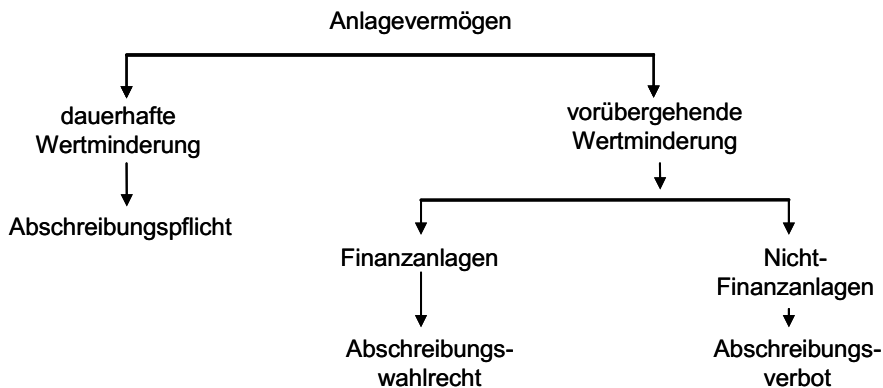 Anlagevermögen
dauerhafte
Wertminderung
vorübergehende
Wertminderung
Abschreibungspflicht
Finanzanlagen
Nicht-
Finanzanlagen
Abschreibungs-
wahlrecht
Abschreibungs-
verbot